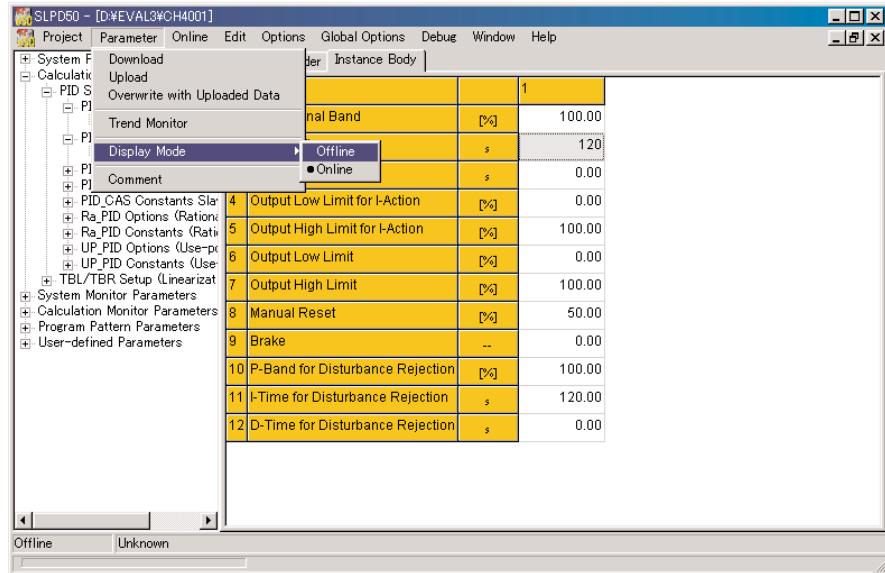 SLPD50 - [D:¥EVAL3¥CH4001]
Project Parameter Online Edit Options Global Options Debug Window Help
Download
Upload
Overwrite with Uploaded Data
Trend Monitor
Display Mode
Comment
Offline
Online
System
Calculatio
PID S
PI
PI
PI
PI
PID_CAS Constants Sla
Ra_PID Options (Rationa
Ra_PID Constants (Ratio
UP_PID Options (Use-po
UP_PID Constants (Use-
TBL/TBR Setup (Linearizat
System Monitor Parameters
Calculation Monitor Parameters
Program Pattern Parameters
User-defined Parameters
der Instance Body
1
nal Band [%] 100.00
s 120
s 0.00
4 Output Low Limit for I-Action [%] 0.00
5 Output High Limit for I-Action [%] 100.00
6 Output Low Limit [%] 0.00
7 Output High Limit [%] 100.00
8 Manual Reset [%] 50.00
9 Brake -- 0.00
10 P-Band for Disturbance Rejection [%] 100.00
11 I-Time for Disturbance Rejection s 120.00
12 D-Time for Disturbance Rejection s 0.00
Offline Unknown